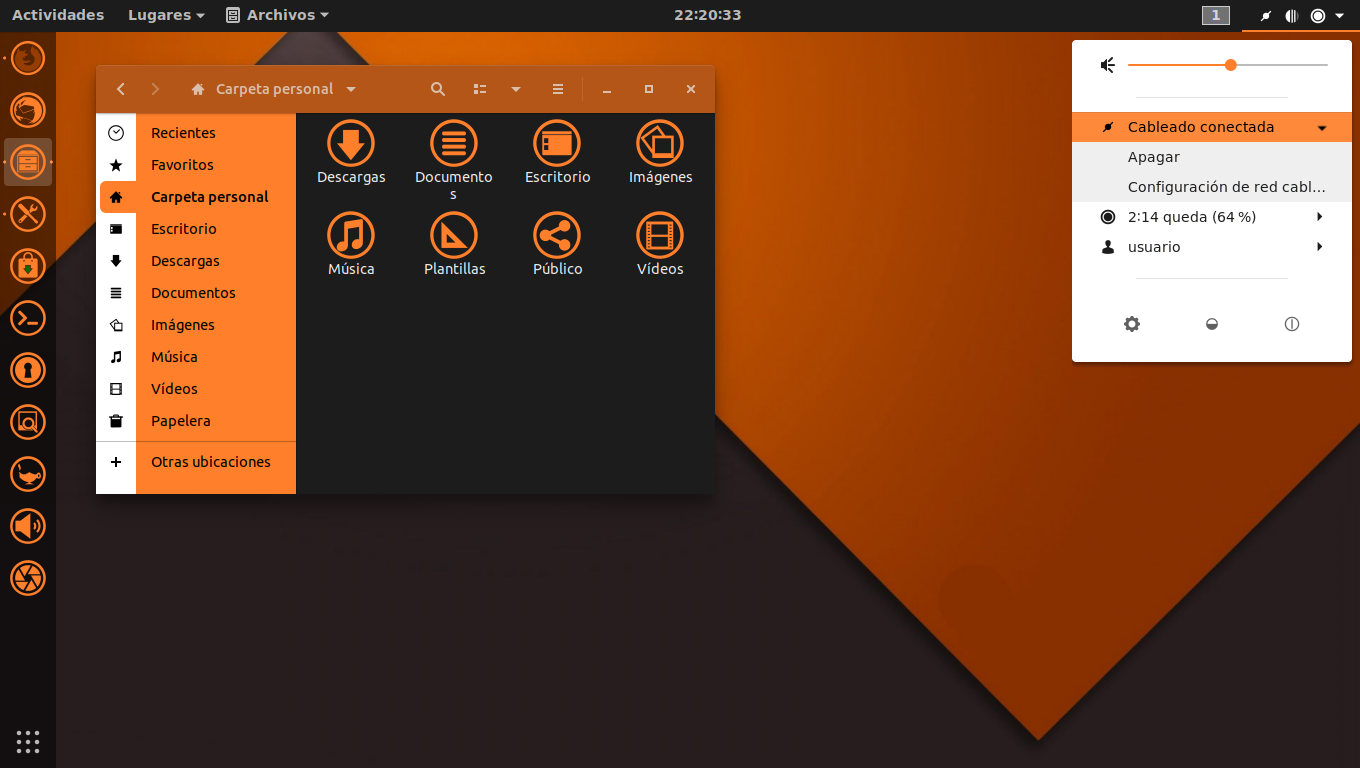 Actividades Lugares Archivos 22:20:33 1
Carpeta personal
Recientes
Favoritos
Carpeta personal
Escritorio
Descargas
Documentos
Imágenes
Música
Vídeos
Papelera
Otras ubicaciones
Descargas Documento Escritorio Imágenes
s
Música Plantillas Público Vídeos
Cableado conectada
Apagar
Configuración de red cabl...
2:14 queda (64 %)
usuario